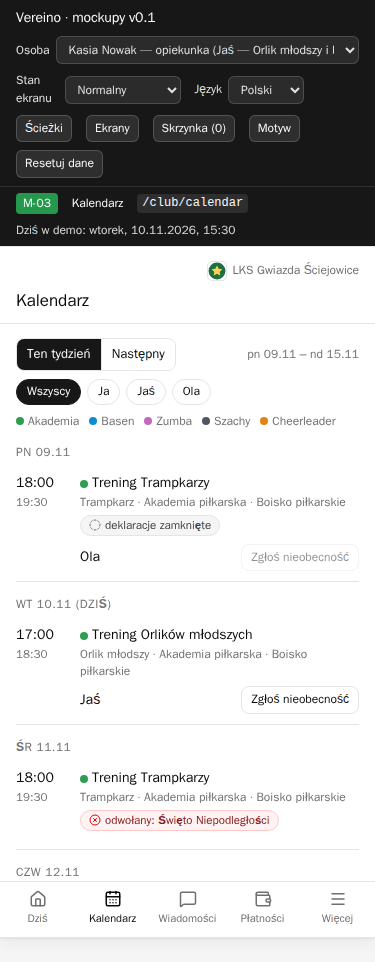 Vereino · mockupy v0.1
Osoba
Kasia Nowak — opiekunka (Jaś — Orlik młodszy i
Stan ekranu
Normalny
Język
Polski
Ścieżki
Ekrany
Skrzynka (0)
Motyw
Resetuj dane
M-03 Kalendarz /club/calendar
Dziś w demo: wtorek, 10.11.2026, 15:30
LKS Gwiazda Ściejowice
Kalendarz
Ten tydzień
Następny
pn 09.11 – nd 15.11
Wszyscy
Ja
Jaś
Ola
Akademia
Basen
Zumba
Szachy
Cheerleader
PN 09.11
18:00 Trening Trampkarzy
19:30 Trampkarz · Akademia piłkarska · Boisko piłkarskie
deklaracje zamknięte
Ola
Zgłoś nieobecność
WT 10.11 (DZIŚ)
17:00 Trening Orlików młodszych
18:30 Orlik młodszy · Akademia piłkarska · Boisko
piłkarskie
Jaś
Zgłoś nieobecność
ŚR 11.11
18:00 Trening Trampkarzy
19:30 Trampkarz · Akademia piłkarska · Boisko piłkarskie
odwołany: Święto Niepodległości
CZW 12.11
Dziś
Kalendarz
Wiadomości
Płatności
Więcej